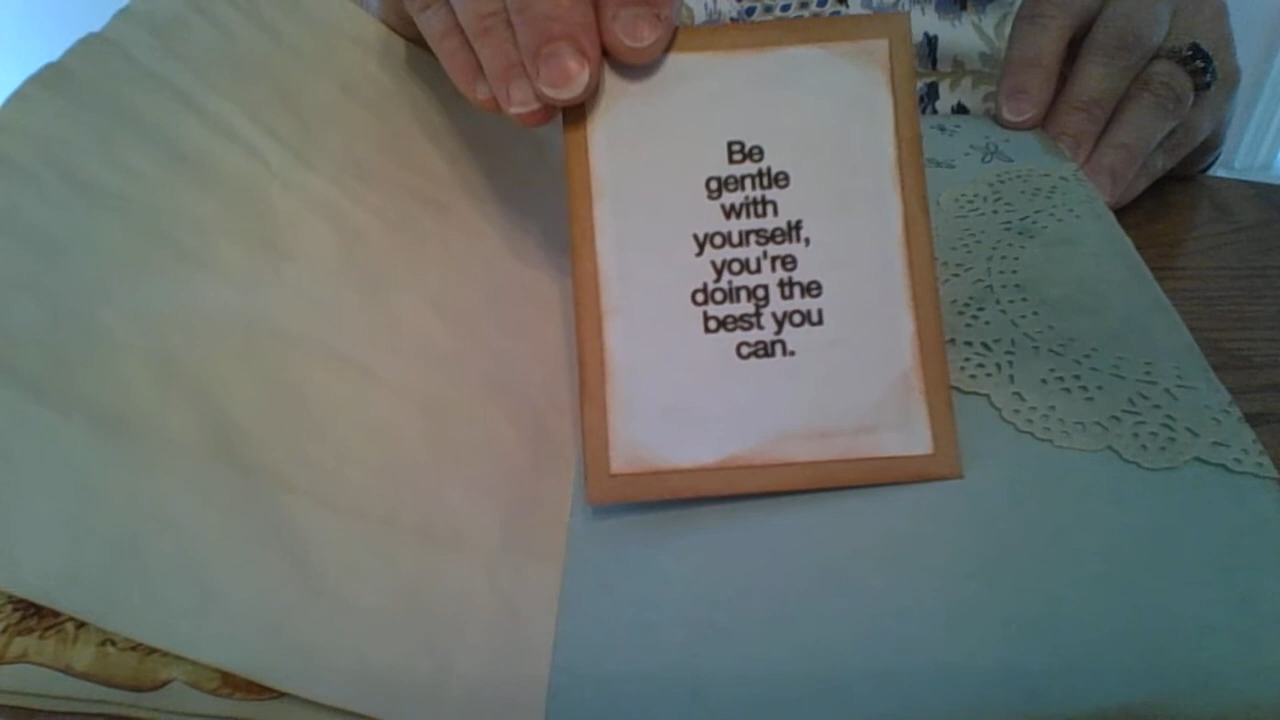 Be
gentle
with
yourself,
you're
doing the
best you
can.